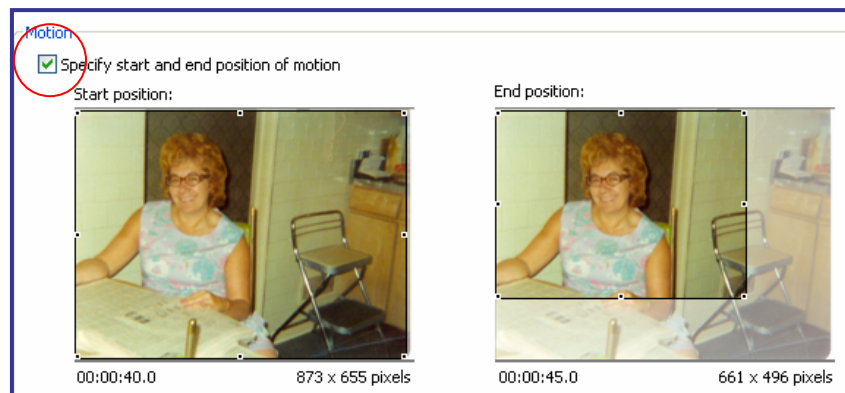 Motion
Specify start and end position of motion
Start position:
End position:
00:00:40.0 873 x 655 pixels
00:00:45.0 661 x 496 pixels